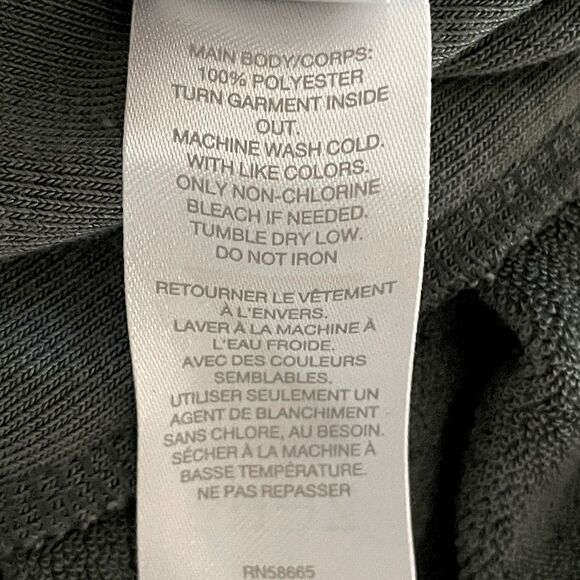 MAIN BODY/CORPS:
100% POLYESTER
TURN GARMENT INSIDE
OUT.
MACHINE WASH COLD.
WITH LIKE COLORS.
ONLY NON-CHLORINE
BLEACH IF NEEDED.
TUMBLE DRY LOW.
DO NOT IRON
RETOURNER LE VÊTEMENT
À L'ENVERS.
LAVER À LA MACHINE À
L'EAU FROIDE.
AVEC DES COULEURS
SEMBLABLES.
UTILISER SEULEMENT UN
AGENT DE BLANCHIMENT
SANS CHLORE, AU BESOIN.
SÉCHER À LA MACHINE À
BASSE TEMPÉRATURE.
NE PAS REPASSER
RN58665